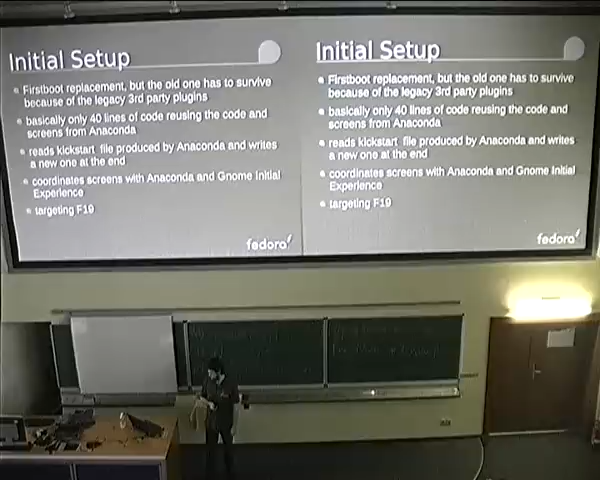 Initial Setup
Firstboot replacement, but the old one has to survive
because of the legacy 3rd party plugins
basically only 40 lines of code reusing the code and
screens from Anaconda
reads kickstart file produced by Anaconda and writes
a new one at the end
coordinates screens with Anaconda and Gnome Initial
Experience
targeting F19
fedora
Initial Setup
Firstboot replacement, but the old one has to survive
because of the legacy 3rd party plugins
basically only 40 lines of code reusing the code and
screens from Anaconda
reads kickstart file produced by Anaconda and writes
a new one at the end
coordinates screens with Anaconda and Gnome Initial
Experience
targeting F19
fedora